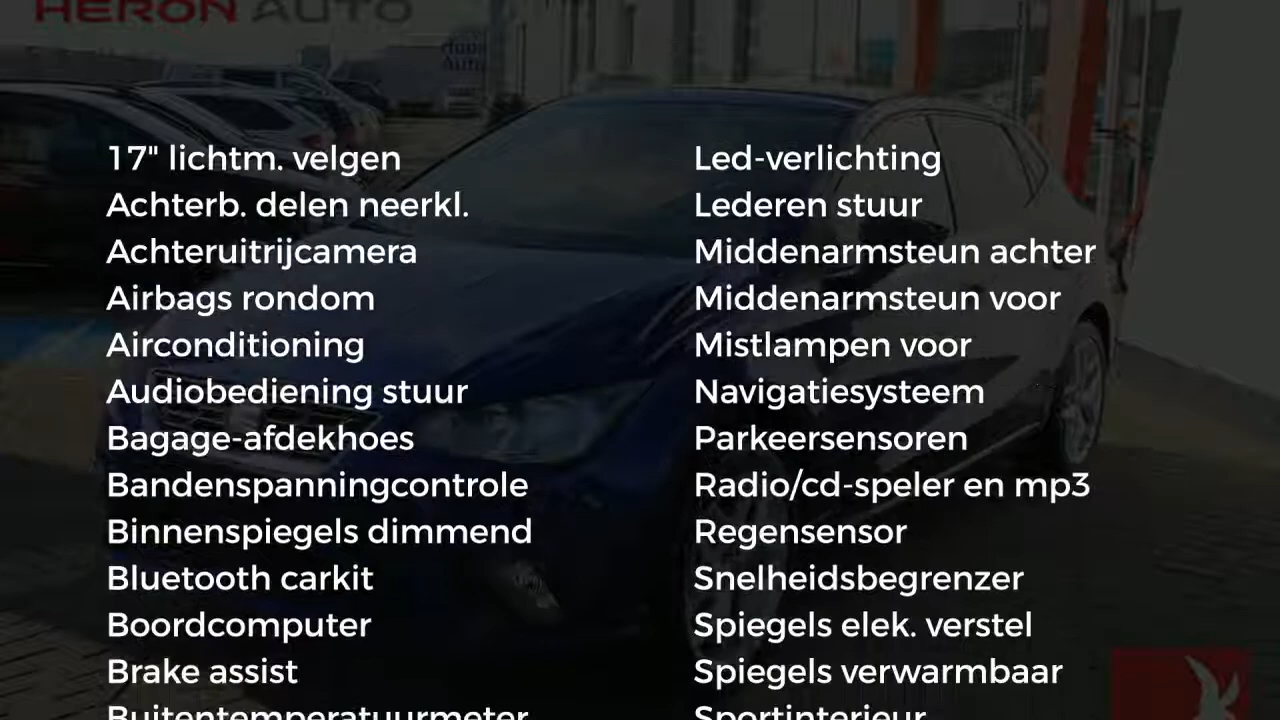 HERON AUTO
17" lichtm. velgen
Achterb. delen neerkl.
Achteruitrijcamera
Airbags rondom
Airconditioning
Audiobediening stuur
Bagage-afdekhoes
Bandenspanningcontrole
Binnenspiegels dimmend
Bluetooth carkit
Boordcomputer
Brake assist
Buitentemperatuurmeter
Led-verlichting
Lederen stuur
Middenarmsteun achter
Middenarmsteun voor
Mistlampen voor
Navigatiesysteem
Parkeersensoren
Radio/cd-speler en mp3
Regensensor
Snelheidsbegrenzer
Spiegels elek. verstel
Spiegels verwarmbaar
Sportinterieur